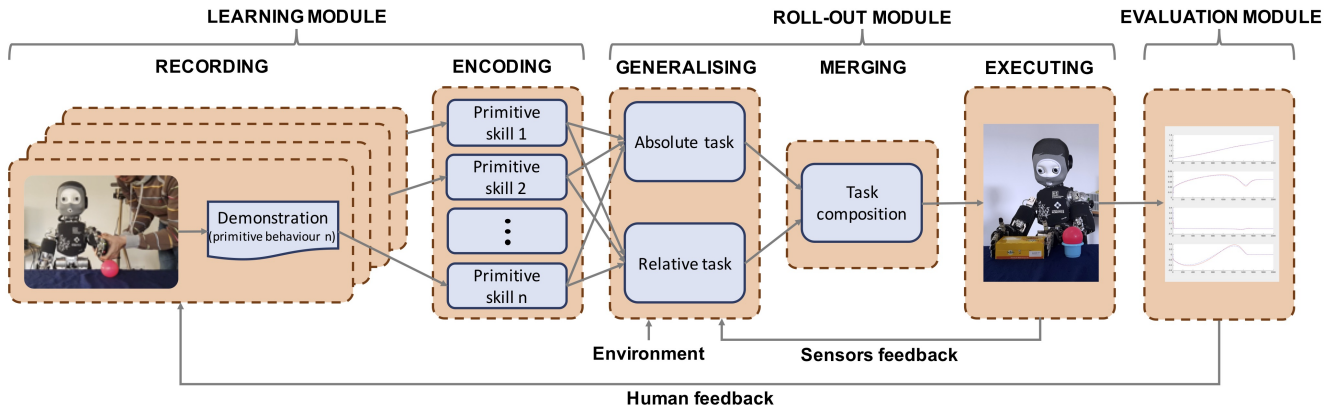 LEARNING MODULE
ROLL-OUT MODULE
EVALUATION MODULE
RECORDING
ENCODING
GENERALISING
MERGING
EXECUTING
Demonstration
(primitive behaviour n)
Primitive
skill 1
Primitive
skill 2
Primitive
skill n
Absolute task
Relative task
Task
composition
Environment
Sensors feedback
Human feedback